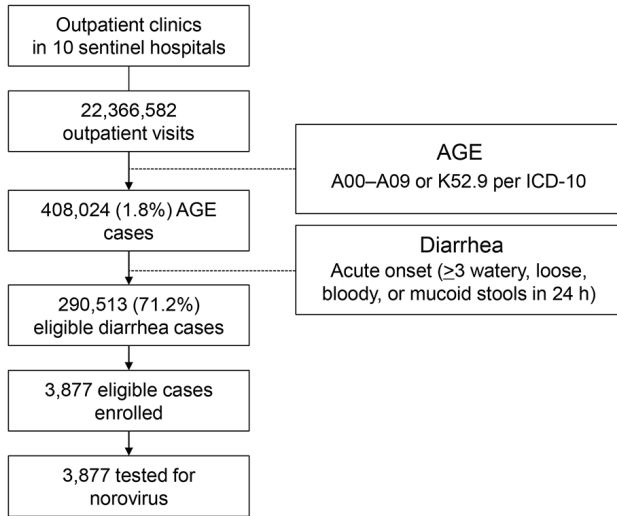 Outpatient clinics
in 10 sentinel hospitals
22,366,582
outpatient visits
AGE
A00–A09 or K52.9 per ICD-10
408,024 (1.8%) AGE
cases
Diarrhea
Acute onset (≥3 watery, loose,
bloody, or mucoid stools in 24 h)
290,513 (71.2%)
eligible diarrhea cases
3,877 eligible cases
enrolled
3,877 tested for
norovirus